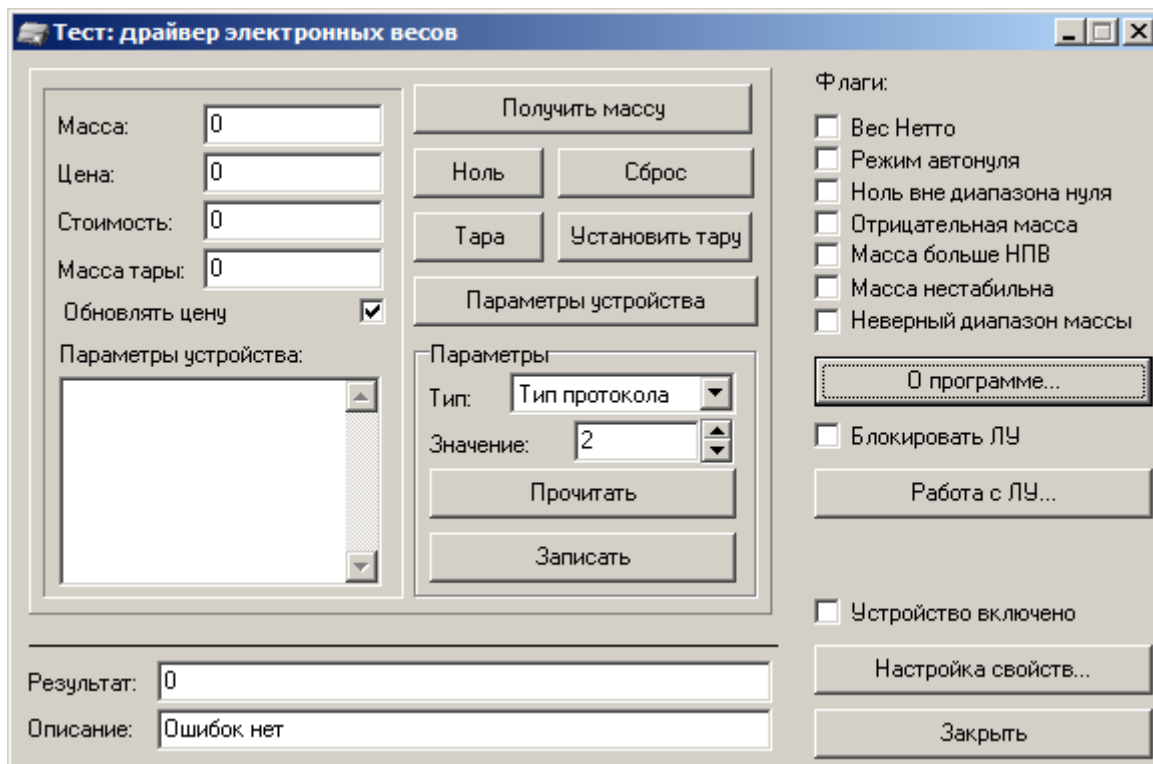 Тест: драйвер электронных весов
Масса:
0
Цена:
0
Стоимость:
0
Масса тары:
0
Обновлять цену
Параметры устройства:
Получить массу
Ноль
Сброс
Тара
Установить тару
Параметры устройства
Параметры
Тип:
Тип протокола
Значение:
2
Прочитать
Записать
Флаги:
Вес Нетто
Режим автонуля
Ноль вне диапазона нуля
Отрицательная масса
Масса больше НПВ
Масса нестабильна
Неверный диапазон массы
О программе...
Блокировать ЛУ
Работа с ЛУ...
Устройство включено
Настройка свойств...
Закрыть
Результат:
0
Описание:
Ошибок нет